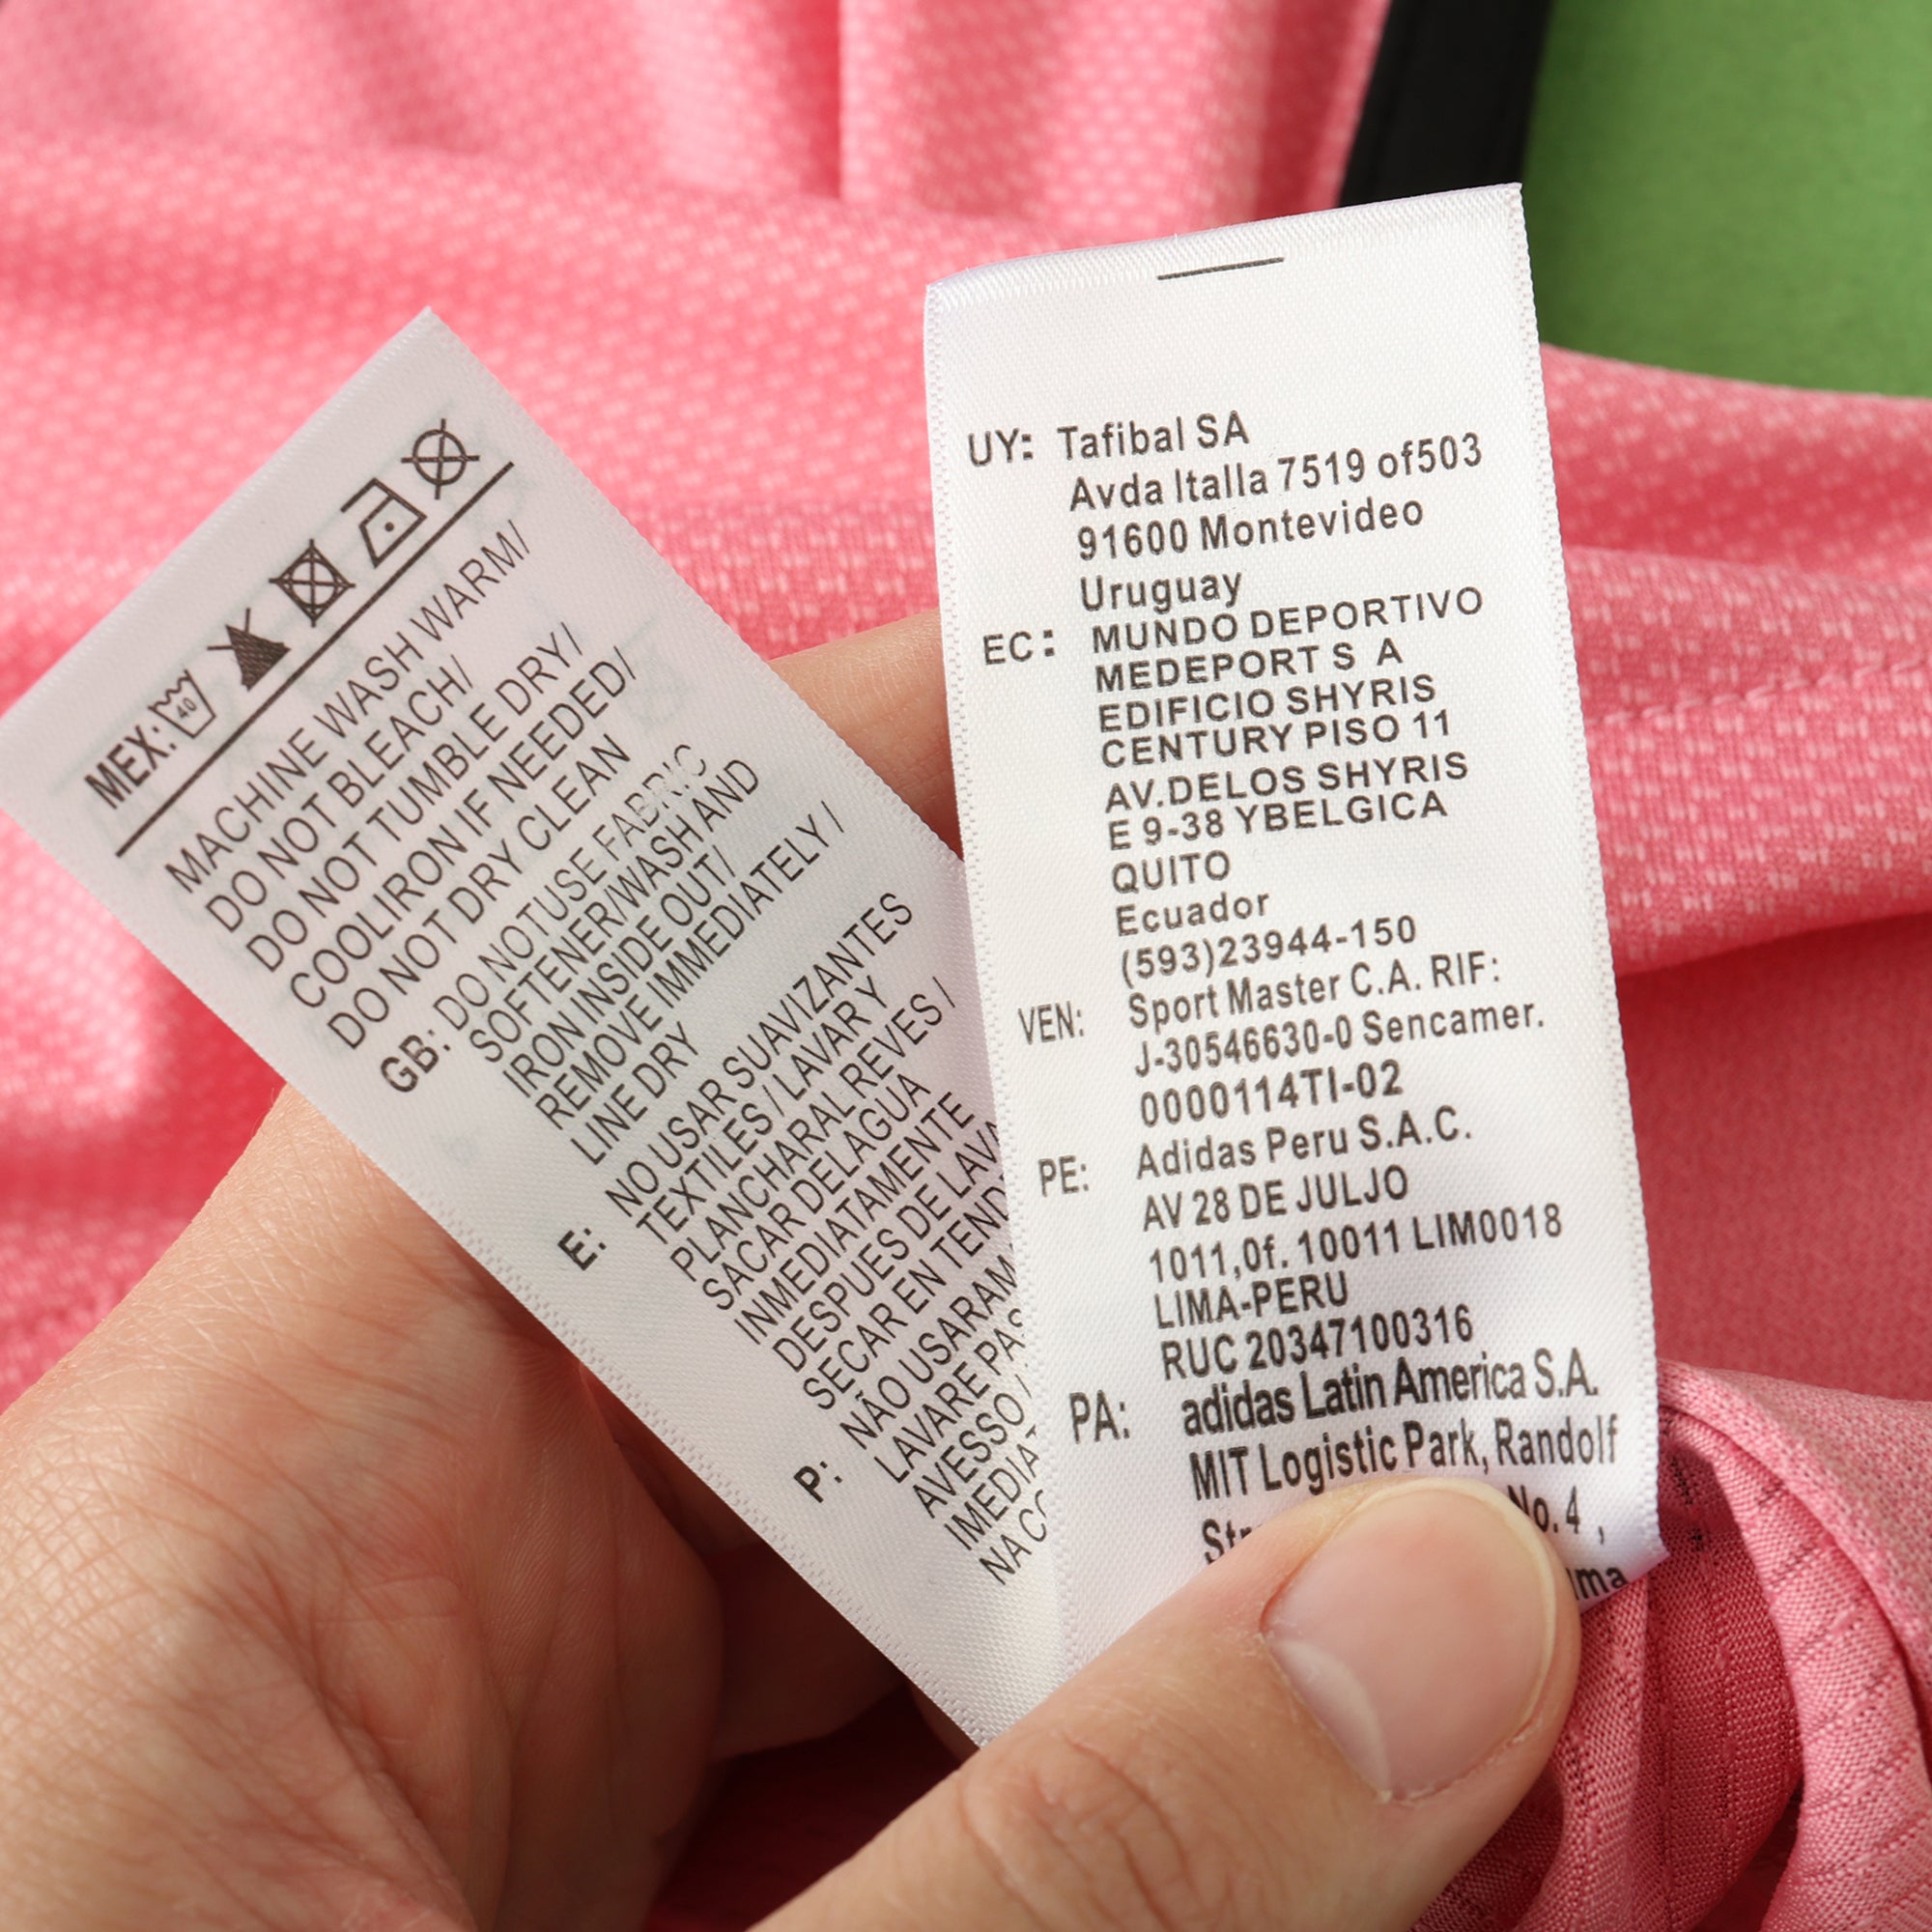 MEX: 40
MACHINE WASH WARM/
DO NOT BLEACH/
DO NOT TUMBLE DRY/
COOLIRON IF NEEDED/
DO NOT DRY CLEAN
GB: DO NOTUSE FABRIC
SOFTENER/WASH AND
IRON INSIDE OUT/
REMOVE IMMEDIATELY /
LINE DRY
E: NO USAR SUAVIZANTES
TEXTILES / LAVAR Y
PLANCHARAL REVES /
SACAR DELAGUA
INMEDIATAMENTE
DESPUES DE
SECAR EN
P: NÃO
LAVARE
AVESSO /
NA
UY: Tafibal SA
Avda Italla 7519 of503
91600 Montevideo
Uruguay
EC: MUNDO DEPORTIVO
MEDEPORT S A
EDIFICIO SHYRIS
CENTURY PISO 11
AV.DELOS SHYRIS
E 9-38 YBELGICA
QUITO
Ecuador
(593)23944-150
VEN: Sport Master C.A. RIF:
J-30546630-0 Sencamer.
0000114TI-02
PE: Adidas Peru S.A.C.
AV 28 DE JULJO
1011,0f. 10011 LIM0018
LIMA-PERU
RUC 20347100316
PA: adidas Latin America S.A.
MIT Logistic Park, Randolf
No. 4 ,